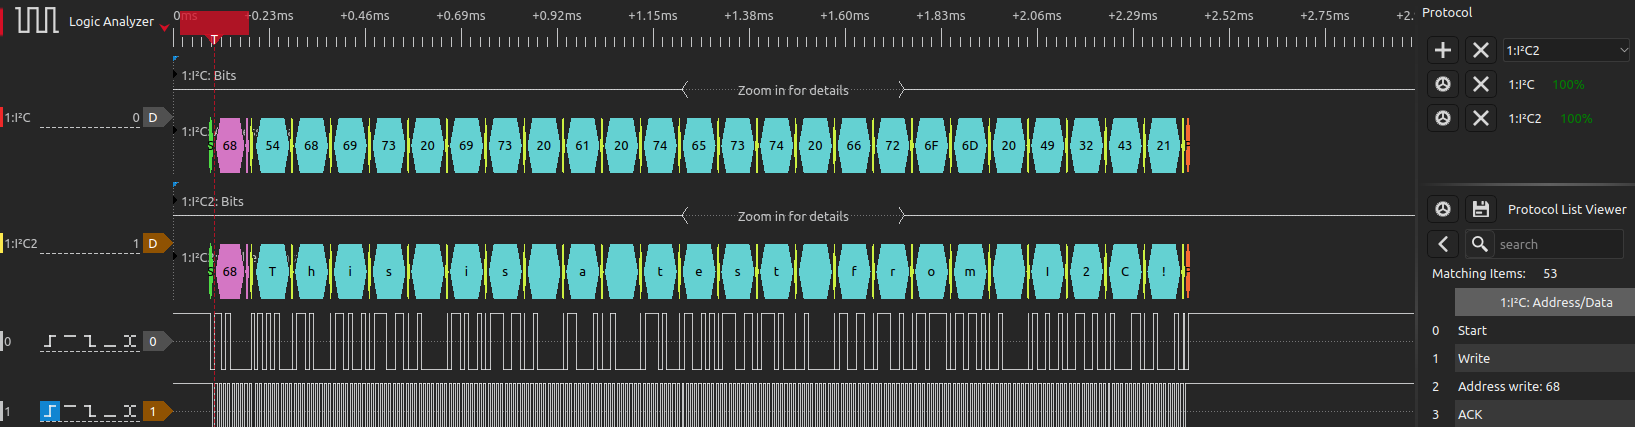 Logic Analyzer
0ms +0.23ms +0.46ms +0.69ms +0.92ms +1.15ms +1.38ms +1.60ms +1.83ms +2.06ms +2.29ms +2.52ms +2.75ms +2.
T
1:I²C: Bits
Zoom in for details
1:I²C 0 D
1:I²C:
68 54 68 69 73 20 69 73 20 61 20 74 65 73 74 20 66 72 6F 6D 20 49 32 43 21
1:I²C2: Bits
Zoom in for details
1:I²C2 1 D
68 T h i s i s a t e s t f r o m I 2 C !
0 0
1 1
Protocol
1:I²C2
1:I²C 100%
1:I²C2 100%
Protocol List Viewer
search
Matching Items: 53
1:I²C: Address/Data
0 Start
1 Write
2 Address write: 68
3 ACK